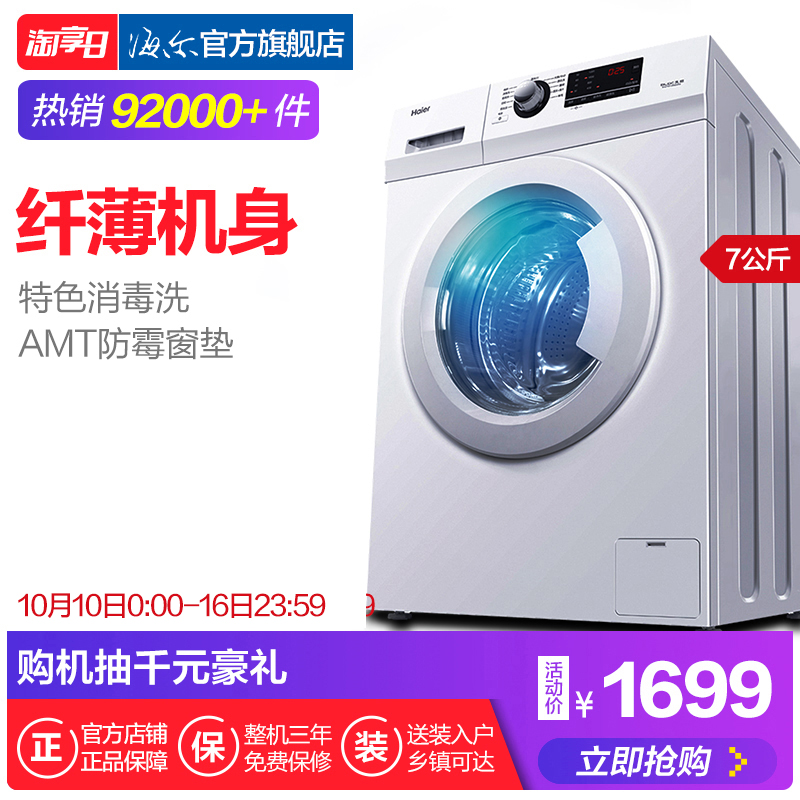 淘享日 海尔官方旗舰店
热销 92000+ 件
纤薄机身
特色消毒洗
AMT防霉窗垫
Haier
025
7公斤
10月10日0:00-16日23:59
9
购机抽千元豪礼
正 官方店铺 正品保障
保 整机三年 免费保修
装 送装入户 乡镇可达
活动价 ¥1699
立即抢购